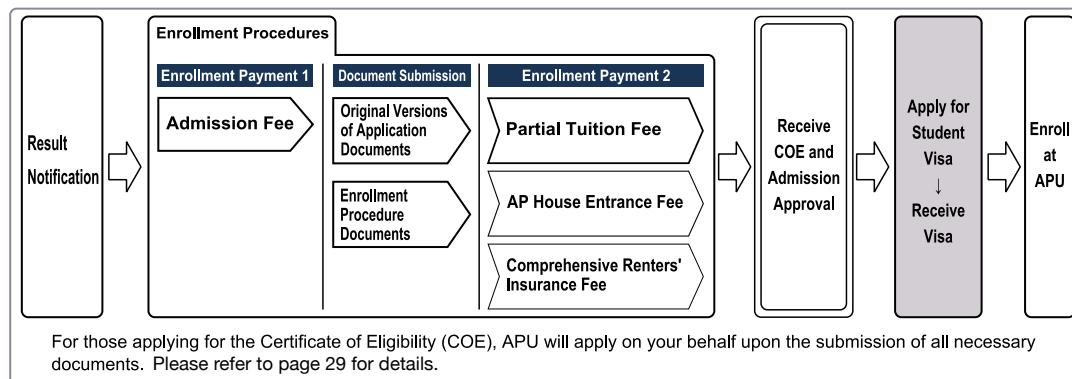 Result
Notification
Enrollment Procedures
Enrollment Payment 1
Admission Fee
Document Submission
Original Versions
of Application
Documents
Enrollment
Procedure
Documents
Enrollment Payment 2
Partial Tuition Fee
AP House Entrance Fee
Comprehensive Renters'
Insurance Fee
Receive
COE and
Admission
Approval
Apply for
Student
Visa
↓
Receive
Visa
Enroll
at
APU
For those applying for the Certificate of Eligibility (COE), APU will apply on your behalf upon the submission of all necessary
documents. Please refer to page 29 for details.